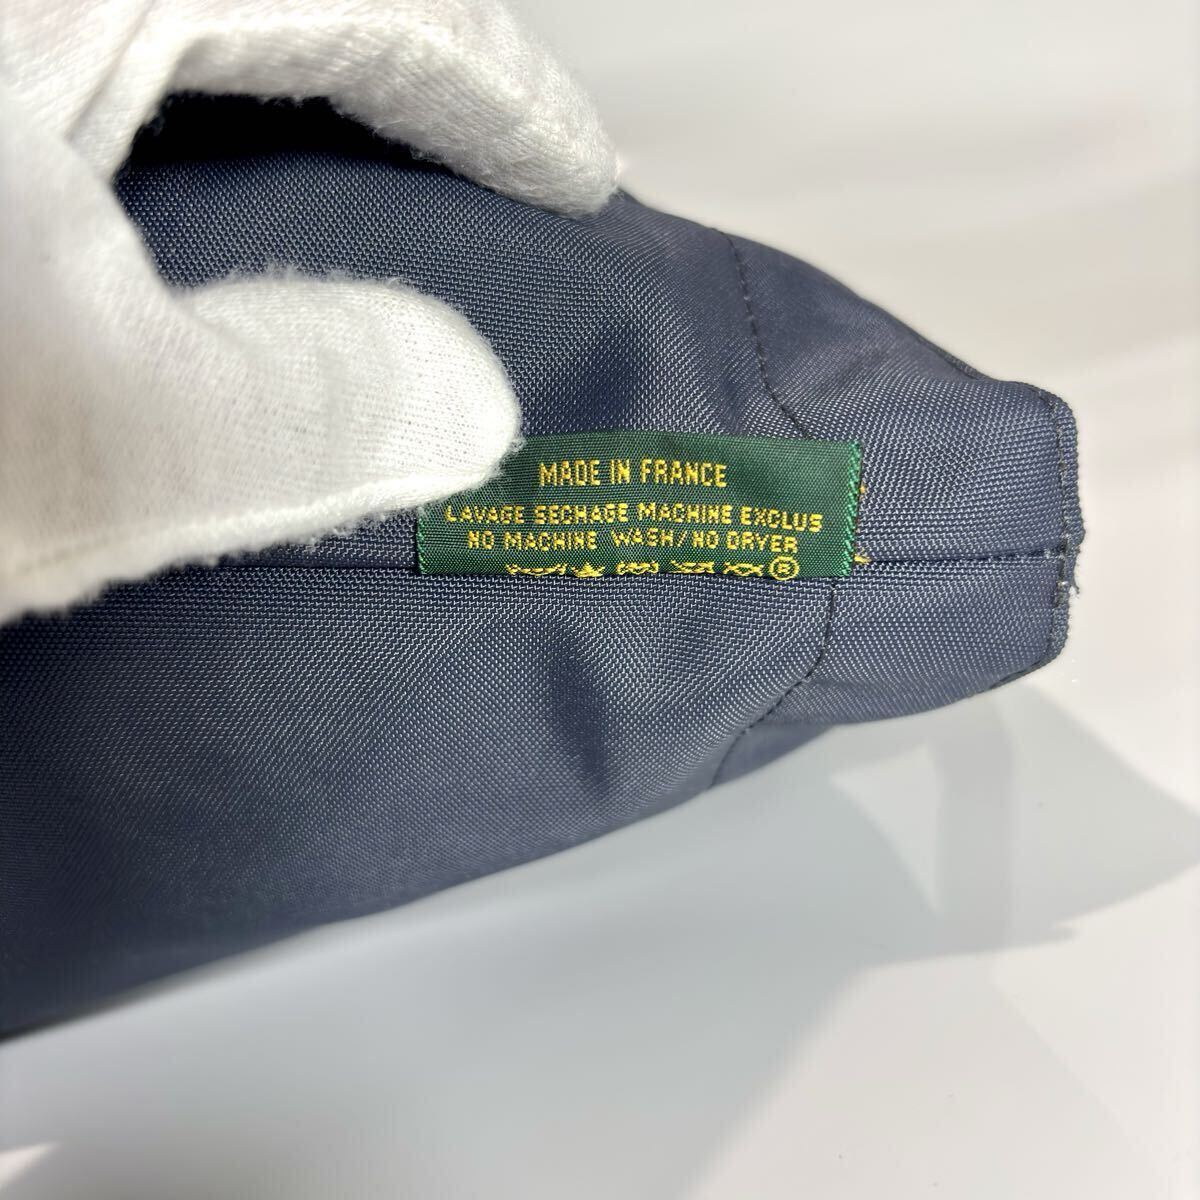 MADE IN FRANCE
LAVAGE SECHAGE MACHINE EXCLUS
NO MACHINE WASH/NO DRYER
®